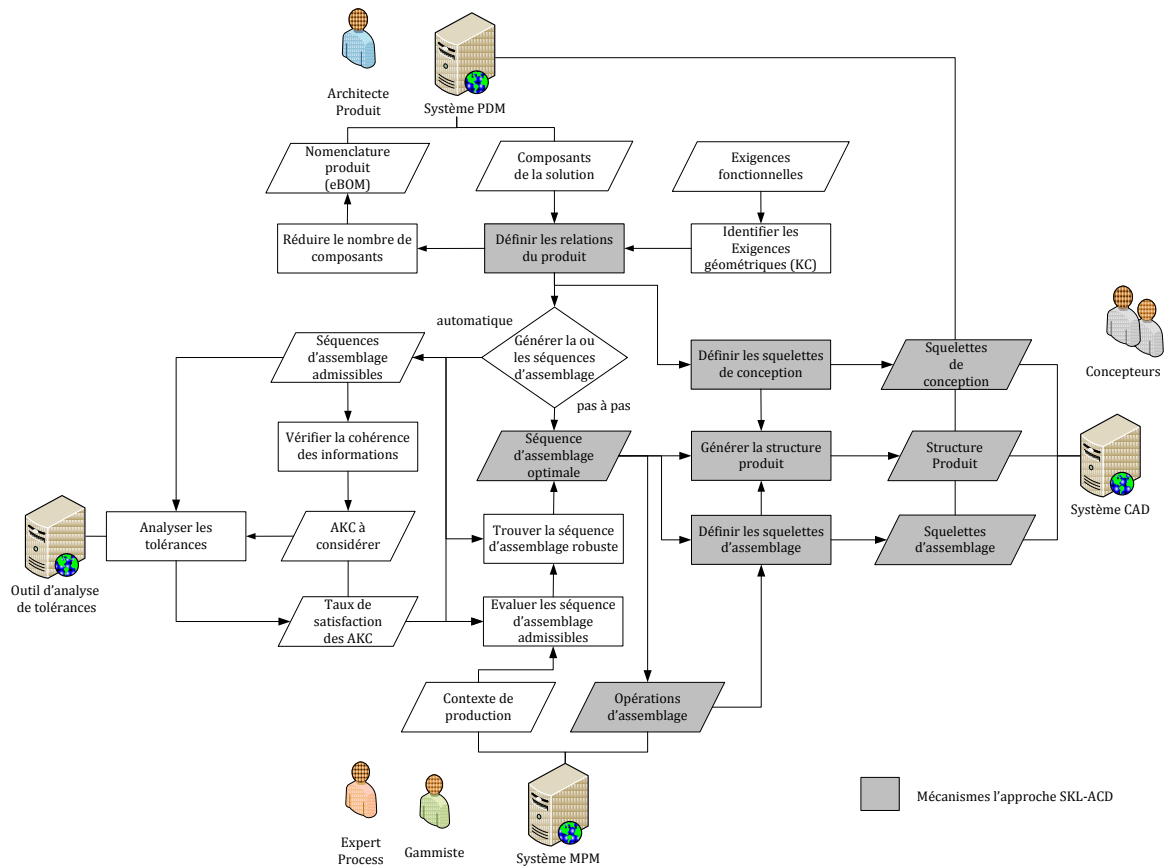 Architecte
Produit
Système PDM
Nomenclature
produit
(eBOM)
Composants
de la solution
Exigences
fonctionnelles
Réduire le nombre de
composants
Définir les relations
du produit
Identifier les
Exigences
géométriques (KC)
automatique
Générer la ou
les séquences
d’assemblage
pas à pas
Séquences
d’assemblage
admissibles
Définir les squelettes
de conception
Squelettes
de
conception
Concepteurs
Vérifier la cohérence
des informations
Séquence
d’assemblage
optimale
Générer la structure
produit
Structure
Produit
Système CAD
Analyser les
tolérances
AKC à
considérer
Trouver la séquence
d’assemblage robuste
Définir les squelettes
d’assemblage
Squelettes
d’assemblage
Outil d’analyse
de tolérances
Taux de
satisfaction
des AKC
Evaluer les séquence
d’assemblage
admissibles
Contexte de
production
Opérations
d’assemblage
Expert
Process
Gammiste
Système MPM
Mécanismes l’approche SKL-ACD